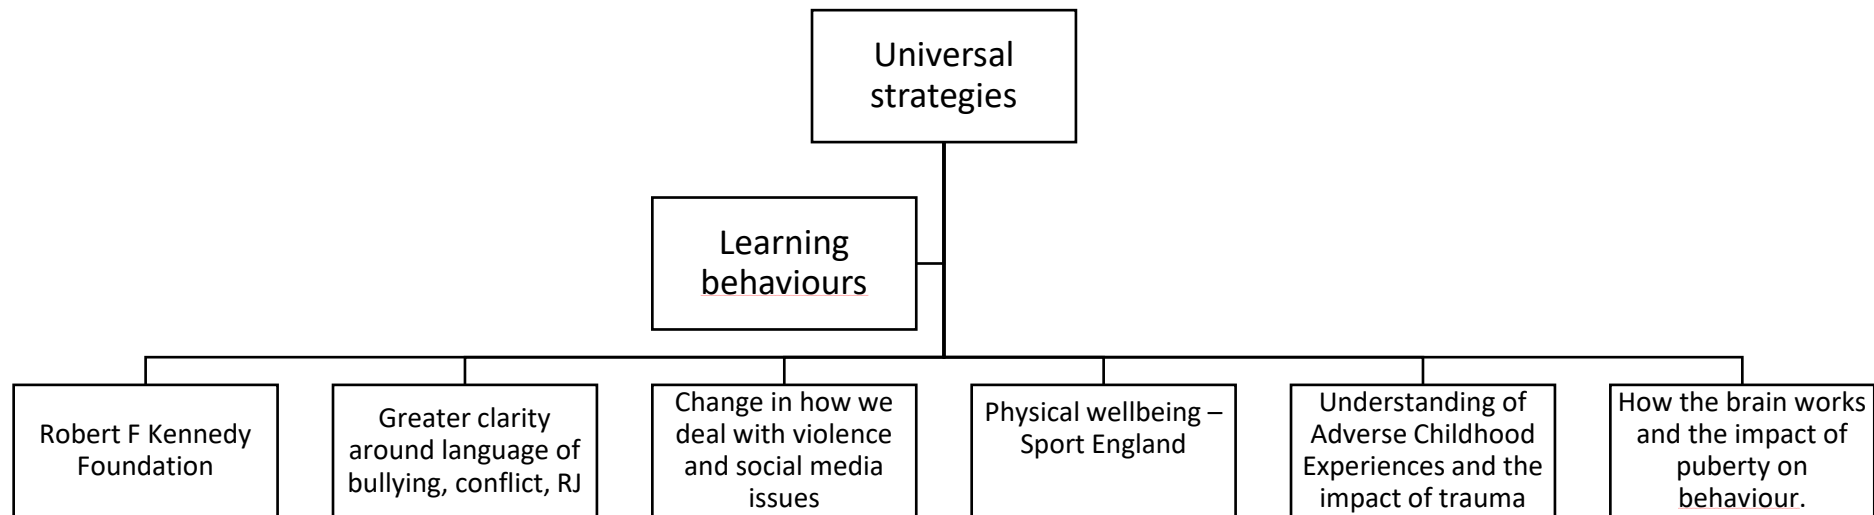 Universal
strategies
Learning
behaviours
Robert F Kennedy
Foundation
Greater clarity
around language of
bullying, conflict, RJ
Change in how we
deal with violence
and social media
issues
Physical wellbeing –
Sport England
Understanding of
Adverse Childhood
Experiences and the
impact of trauma
How the brain works
and the impact of
puberty on
behaviour.